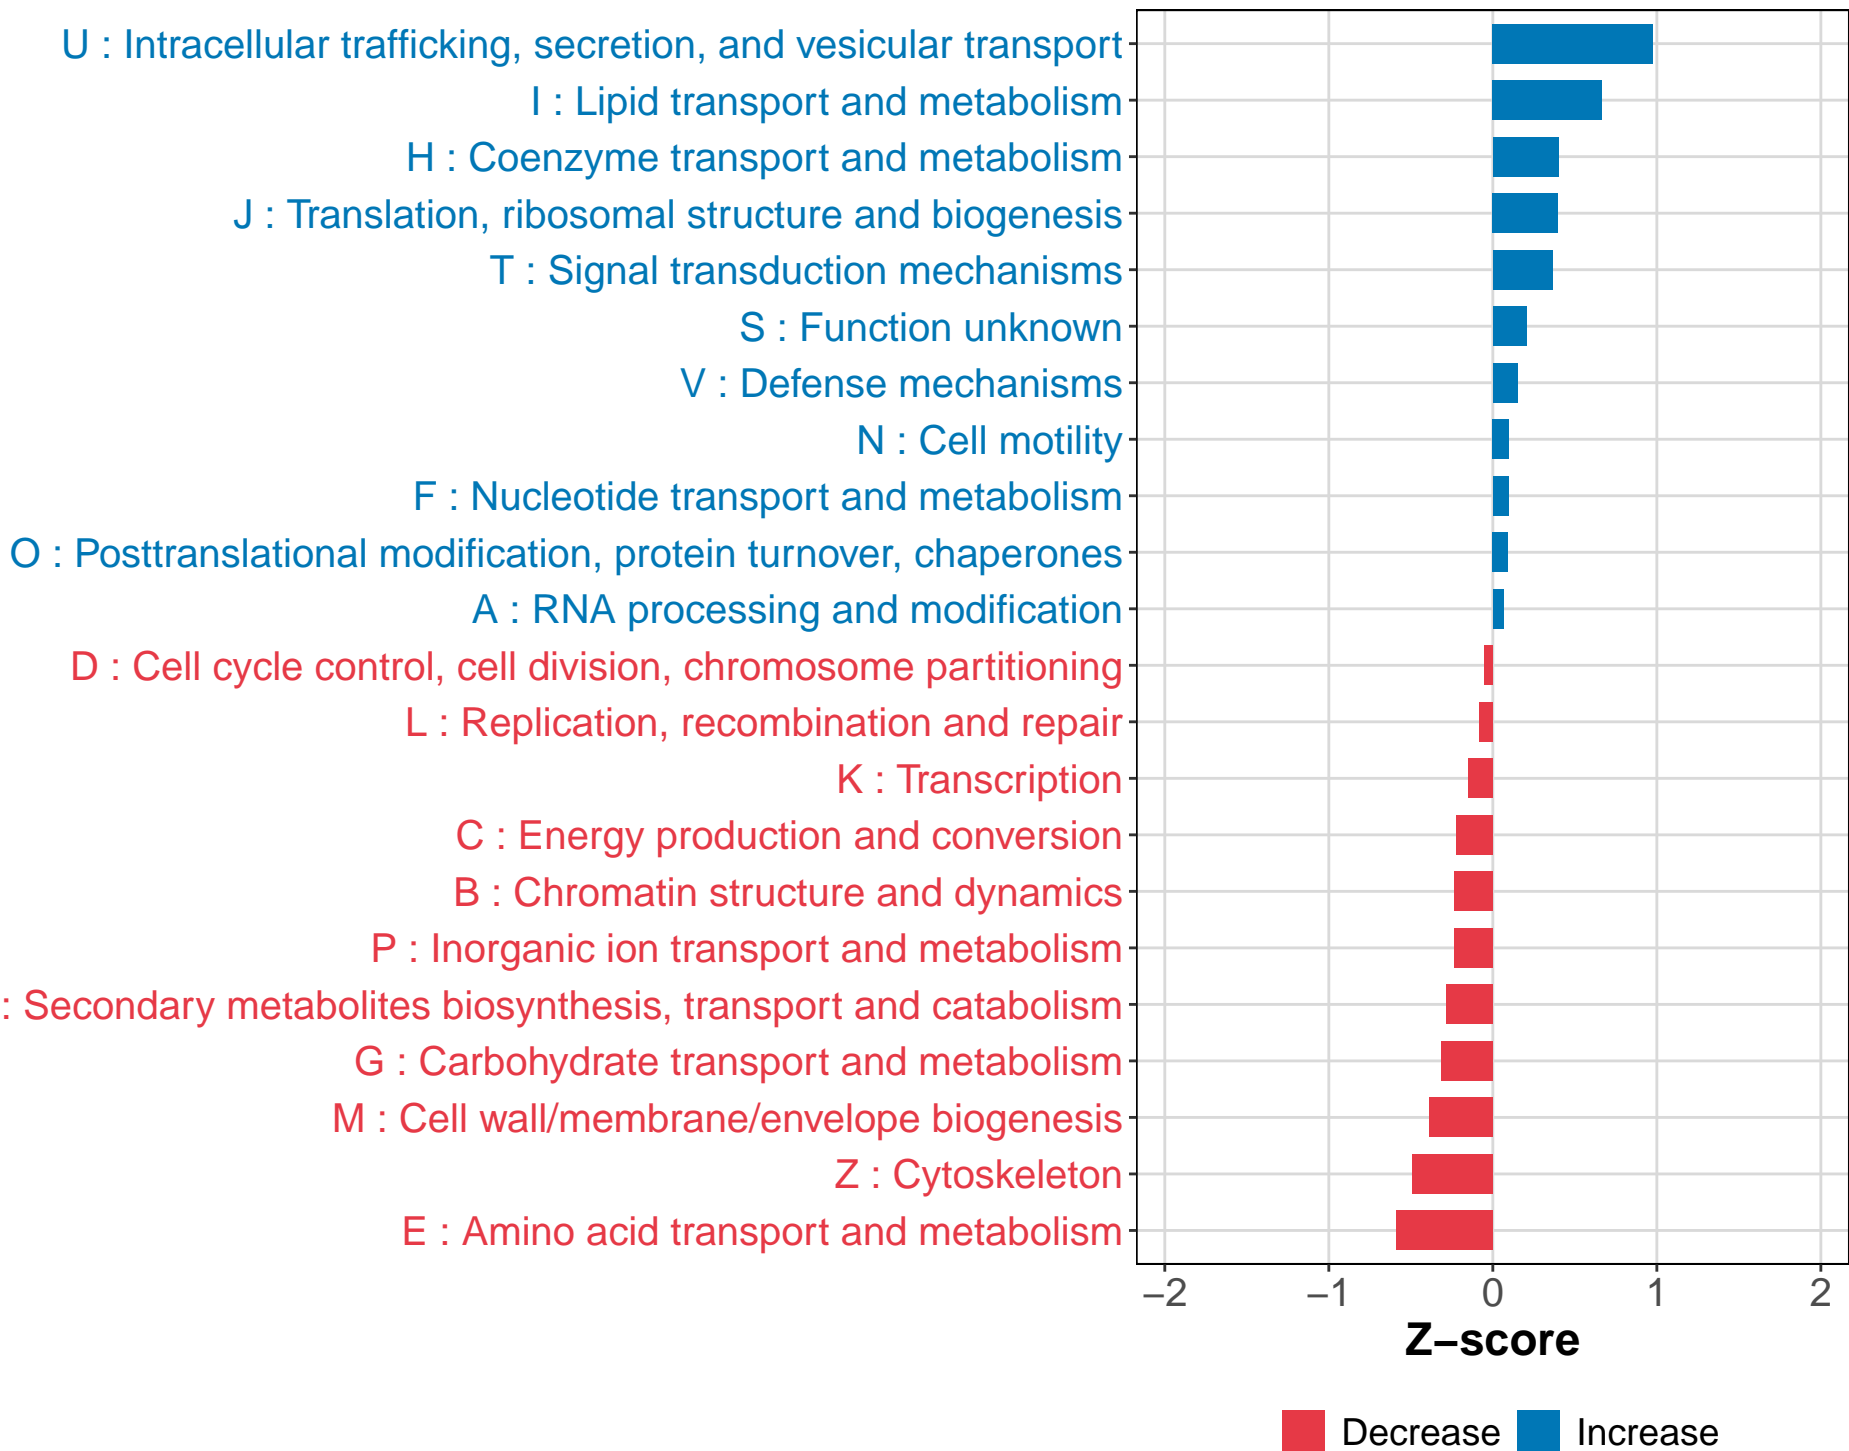 U : Intracellular trafficking, secretion, and vesicular transport
I : Lipid transport and metabolism
H : Coenzyme transport and metabolism
J : Translation, ribosomal structure and biogenesis
T : Signal transduction mechanisms
S : Function unknown
V : Defense mechanisms
N : Cell motility
F : Nucleotide transport and metabolism
O : Posttranslational modification, protein turnover, chaperones
A : RNA processing and modification
D : Cell cycle control, cell division, chromosome partitioning
L : Replication, recombination and repair
K : Transcription
C : Energy production and conversion
B : Chromatin structure and dynamics
P : Inorganic ion transport and metabolism
: Secondary metabolites biosynthesis, transport and catabolism
G : Carbohydrate transport and metabolism
M : Cell wall/membrane/envelope biogenesis
Z : Cytoskeleton
E : Amino acid transport and metabolism
−2 −1 0 1 2
Z−score
Decrease Increase